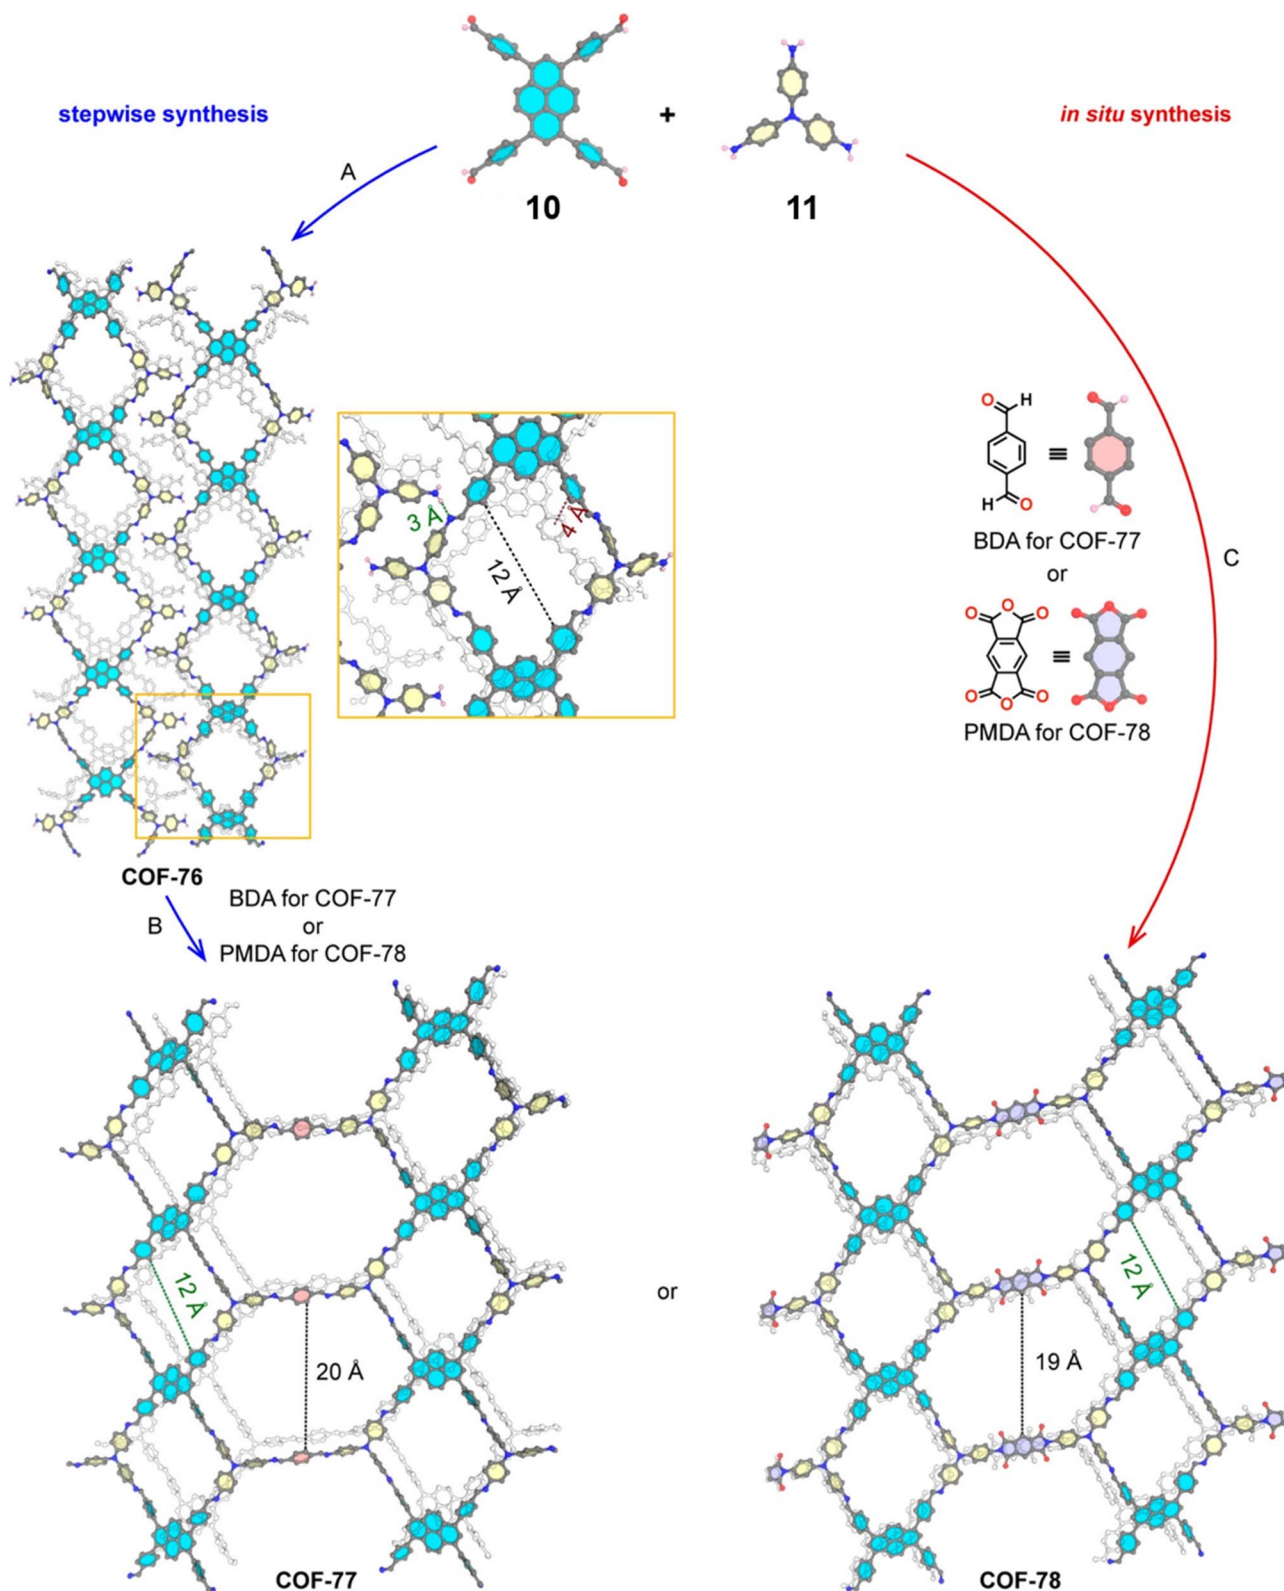 stepwise synthesis
in situ synthesis
+
10
11
A
C
3 Å
4 Å
12 Å
O
H
≡
H
O
BDA for COF-77
or
O
O
O
≡
O
O
O
PMDA for COF-78
COF-76
B
BDA for COF-77
or
PMDA for COF-78
12 Å
20 Å
or
12 Å
19 Å
COF-77
COF-78